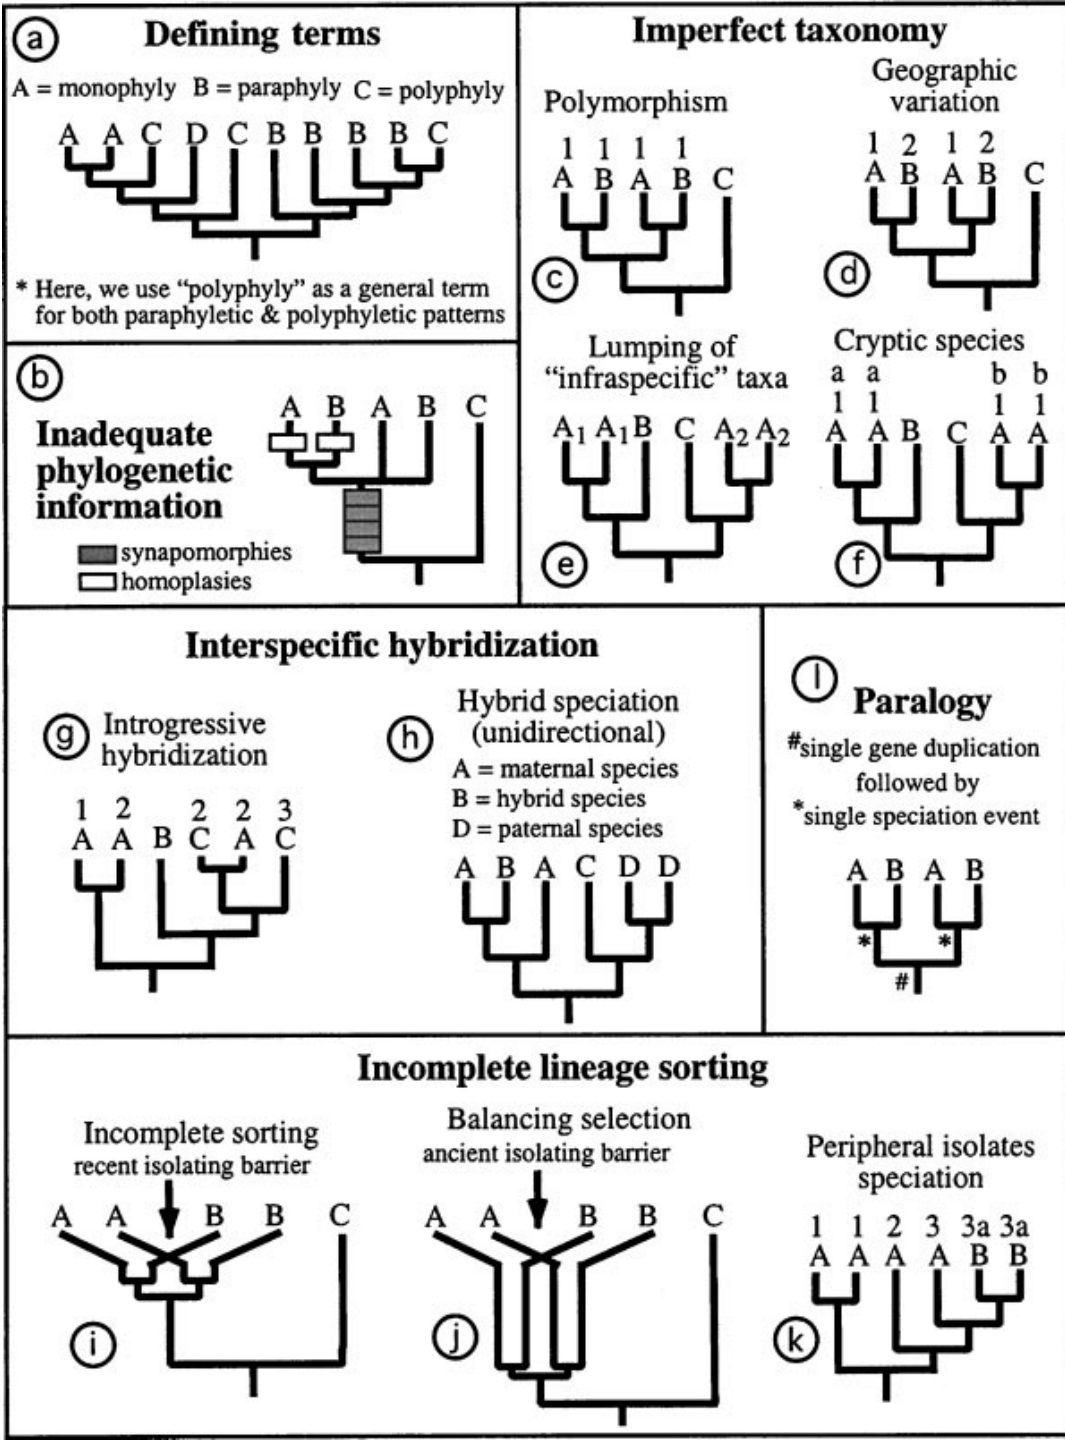 a
Defining terms
A = monophyly B = paraphyly C = polyphyly
A A C D C B B B B C
* Here, we use “polyphyly” as a general term
for both paraphyletic & polyphyletic patterns
b
Inadequate
phylogenetic
information
A B A B C
synapomorphies
homoplasies
Imperfect taxonomy
Polymorphism
1 1 1 1
A B A B C
c
Geographic
variation
1 2 1 2
A B A B C
d
Lumping of
“infraspecific” taxa
A1 A1 B C A2 A2
e
Cryptic species
a a b b
1 1 1 1
A A B C A A
f
Interspecific hybridization
g
Introgressive
hybridization
1 2 2 2 3
A A B C A C
h
Hybrid speciation
(unidirectional)
A = maternal species
B = hybrid species
D = paternal species
A B A C D D
l
Paralogy
#single gene duplication
followed by
*single speciation event
A B A B
* *
#
Incomplete lineage sorting
Incomplete sorting
recent isolating barrier
A A B B C
i
Balancing selection
ancient isolating barrier
A A B B C
j
Peripheral isolates
speciation
1 1 2 3 3a 3a
A A A A B B
k